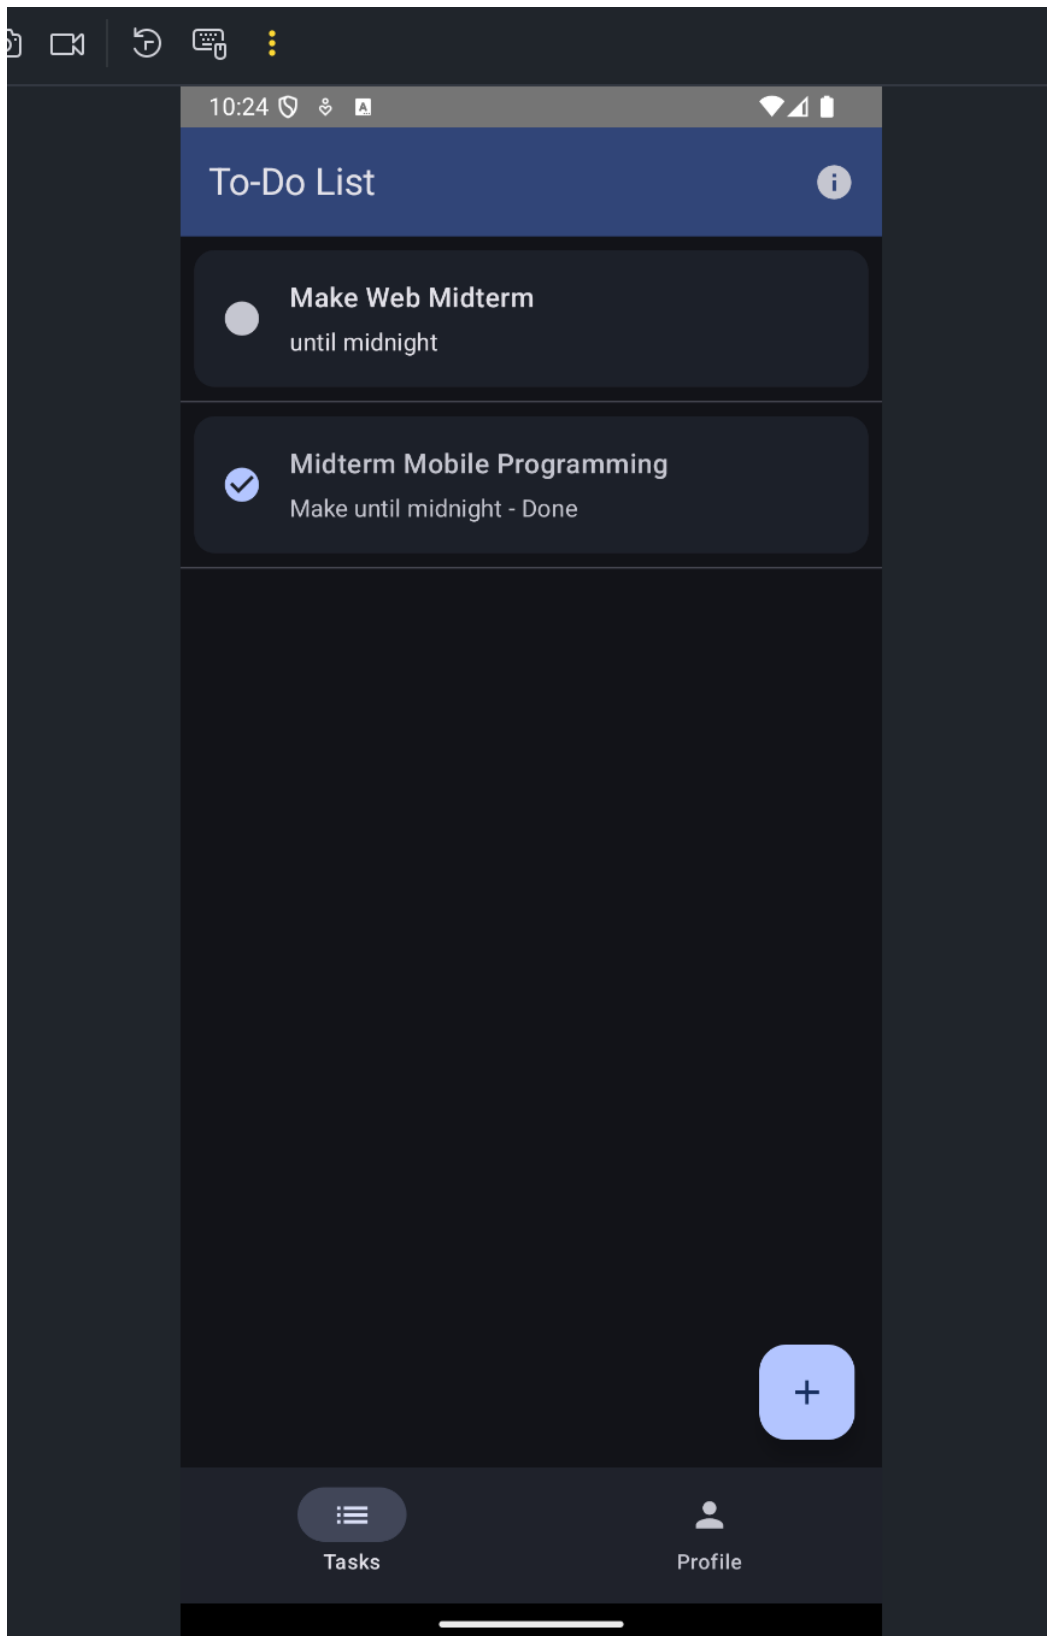 10:24
To-Do List
Make Web Midterm
until midnight
Midterm Mobile Programming
Make until midnight - Done
Tasks
Profile